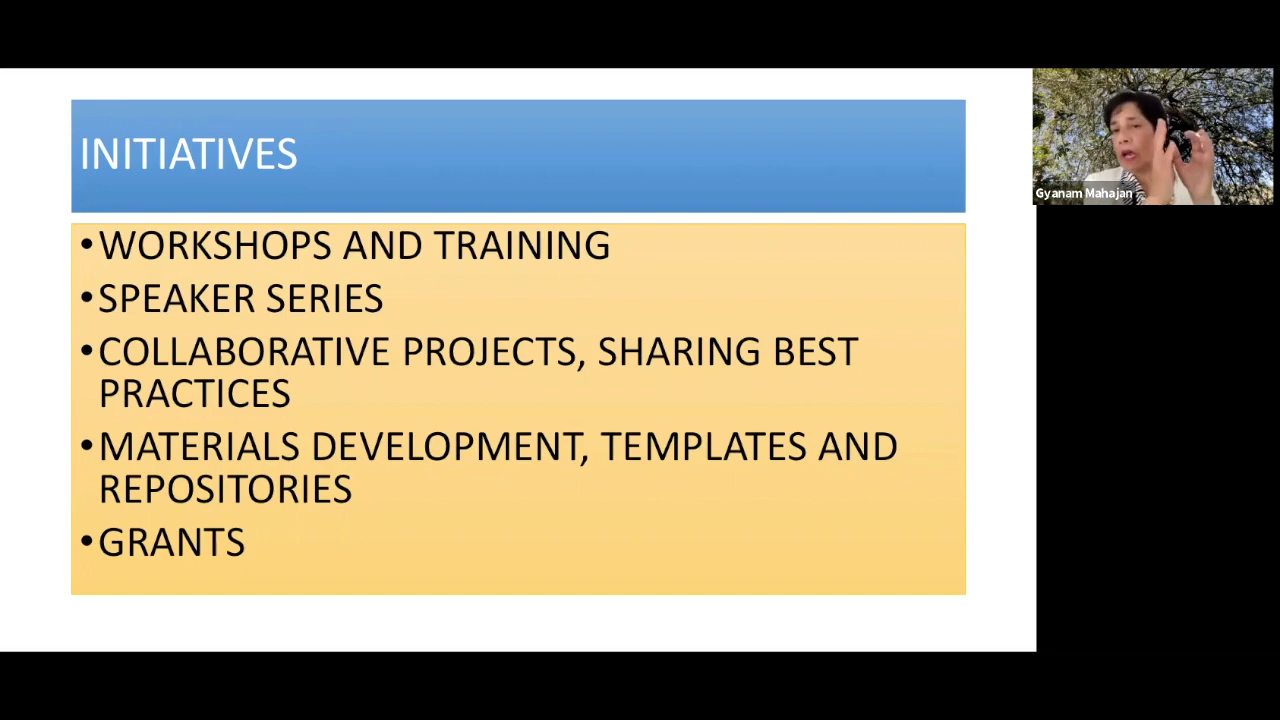 INITIATIVES
•WORKSHOPS AND TRAINING
•SPEAKER SERIES
•COLLABORATIVE PROJECTS, SHARING BEST
PRACTICES
•MATERIALS DEVELOPMENT, TEMPLATES AND
REPOSITORIES
•GRANTS
Gyanam Mahajan